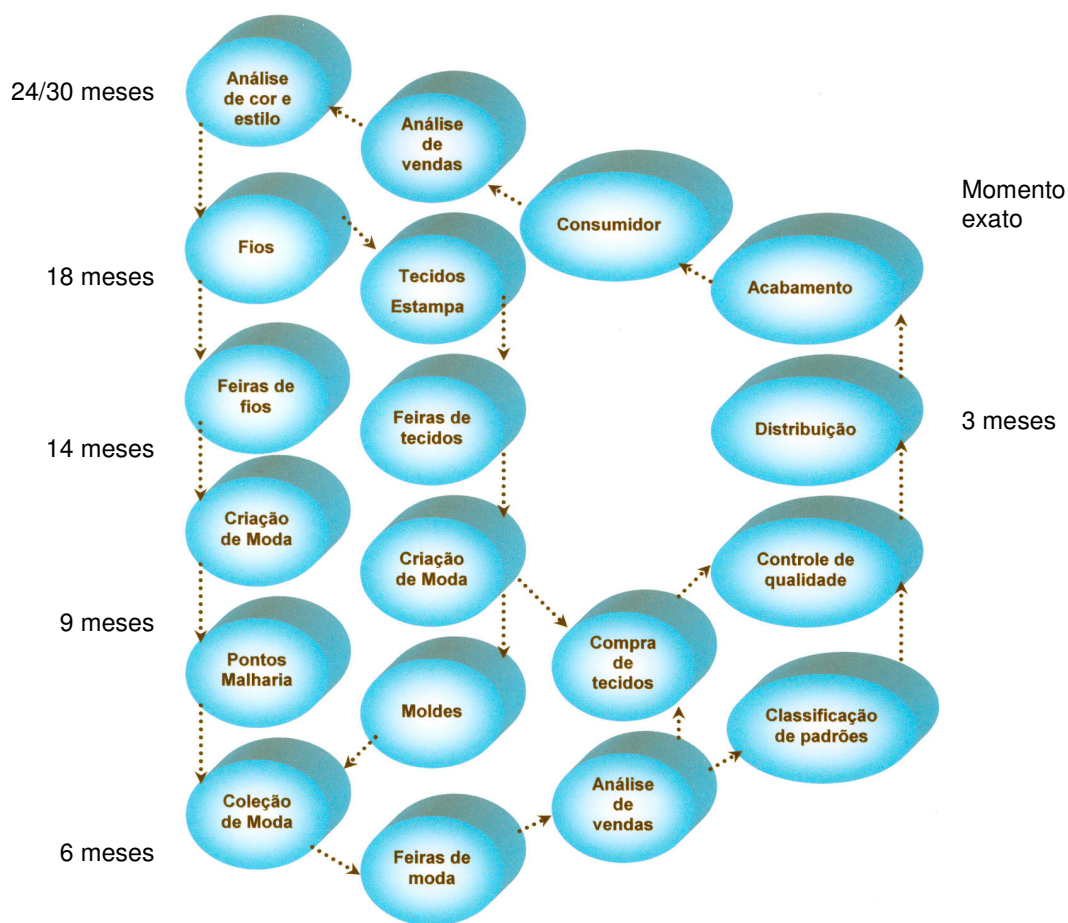 24/30 meses
Análise
de cor e
estilo
Análise
de
vendas
Consumidor
Momento
exato
Fios
18 meses
Tecidos
Estampa
Acabamento
Feiras de
fios
Feiras de
tecidos
Distribuição
3 meses
14 meses
Criação
de Moda
Criação
de Moda
Controle de
qualidade
9 meses
Pontos
Malharia
Compra
de
tecidos
Moldes
Classificação
de padrões
Coleção
de Moda
Análise
de
vendas
6 meses
Feiras de
moda